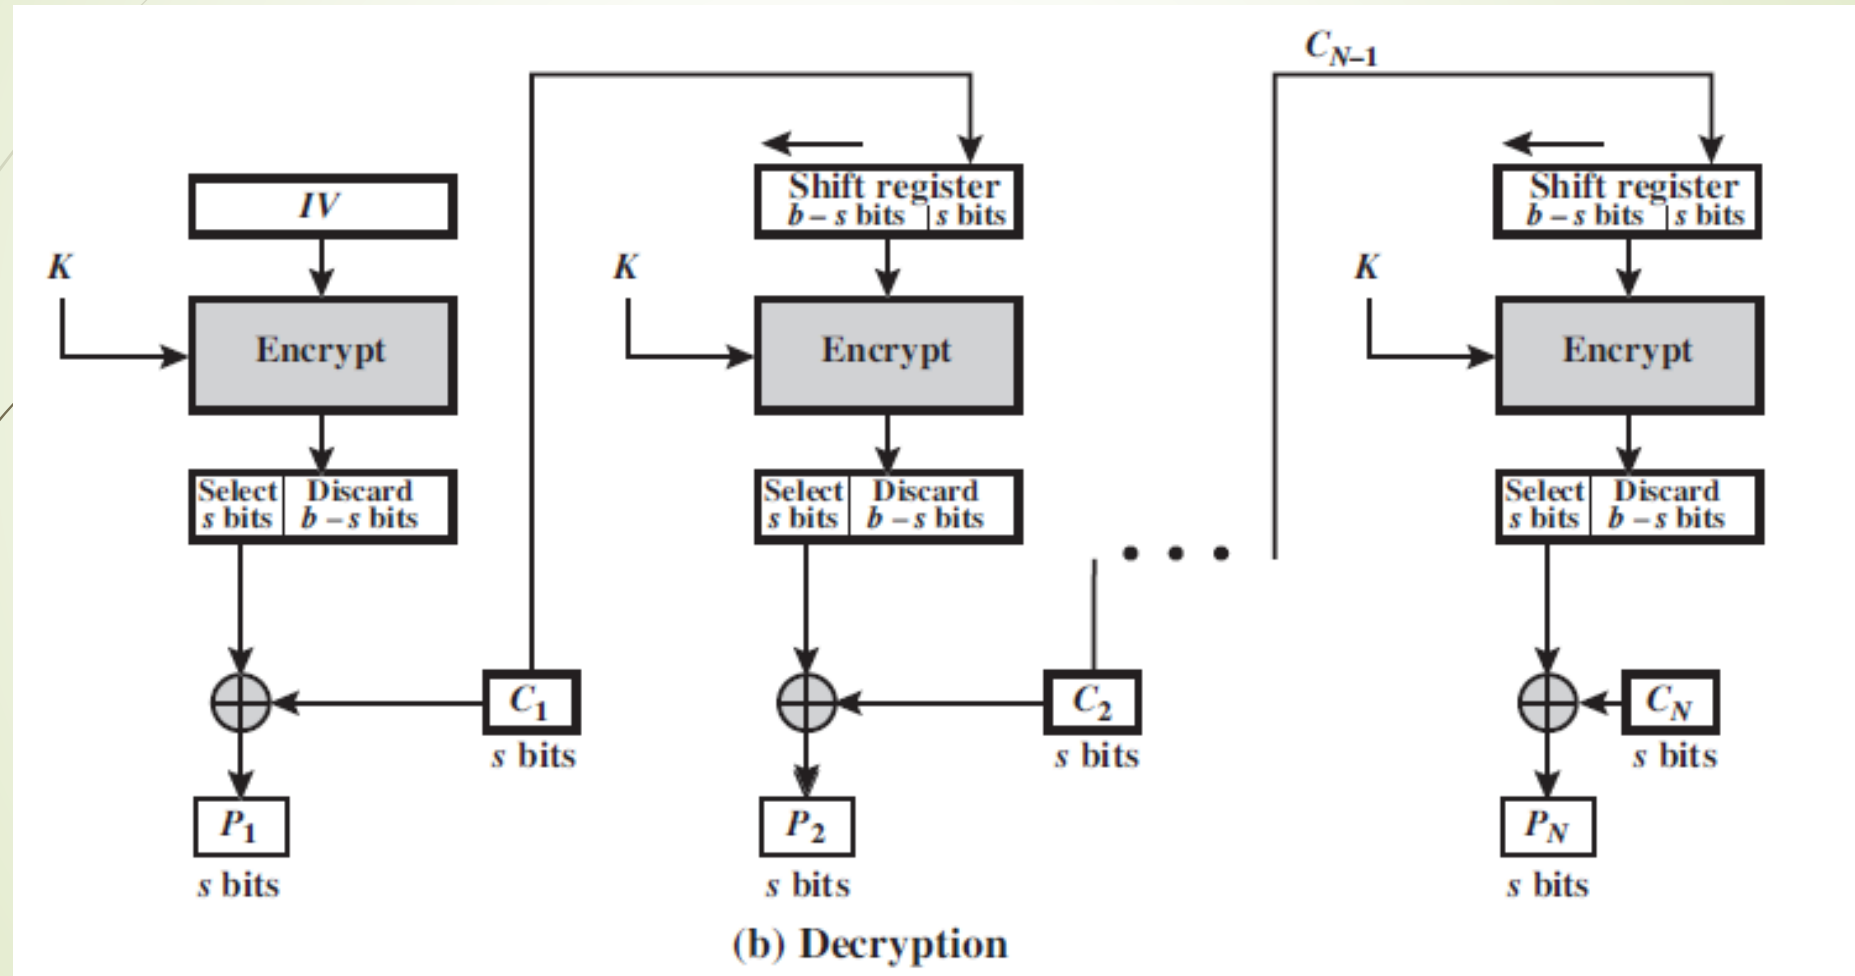 C_{N-1}
IV
Shift register
b – s bits | s bits
Shift register
b – s bits | s bits
K
K
K
Encrypt
Encrypt
Encrypt
Select
s bits
Discard
b – s bits
Select
s bits
Discard
b – s bits
Select
s bits
Discard
b – s bits
C_1
s bits
C_2
s bits
C_N
s bits
P_1
s bits
P_2
s bits
P_N
s bits
(b) Decryption